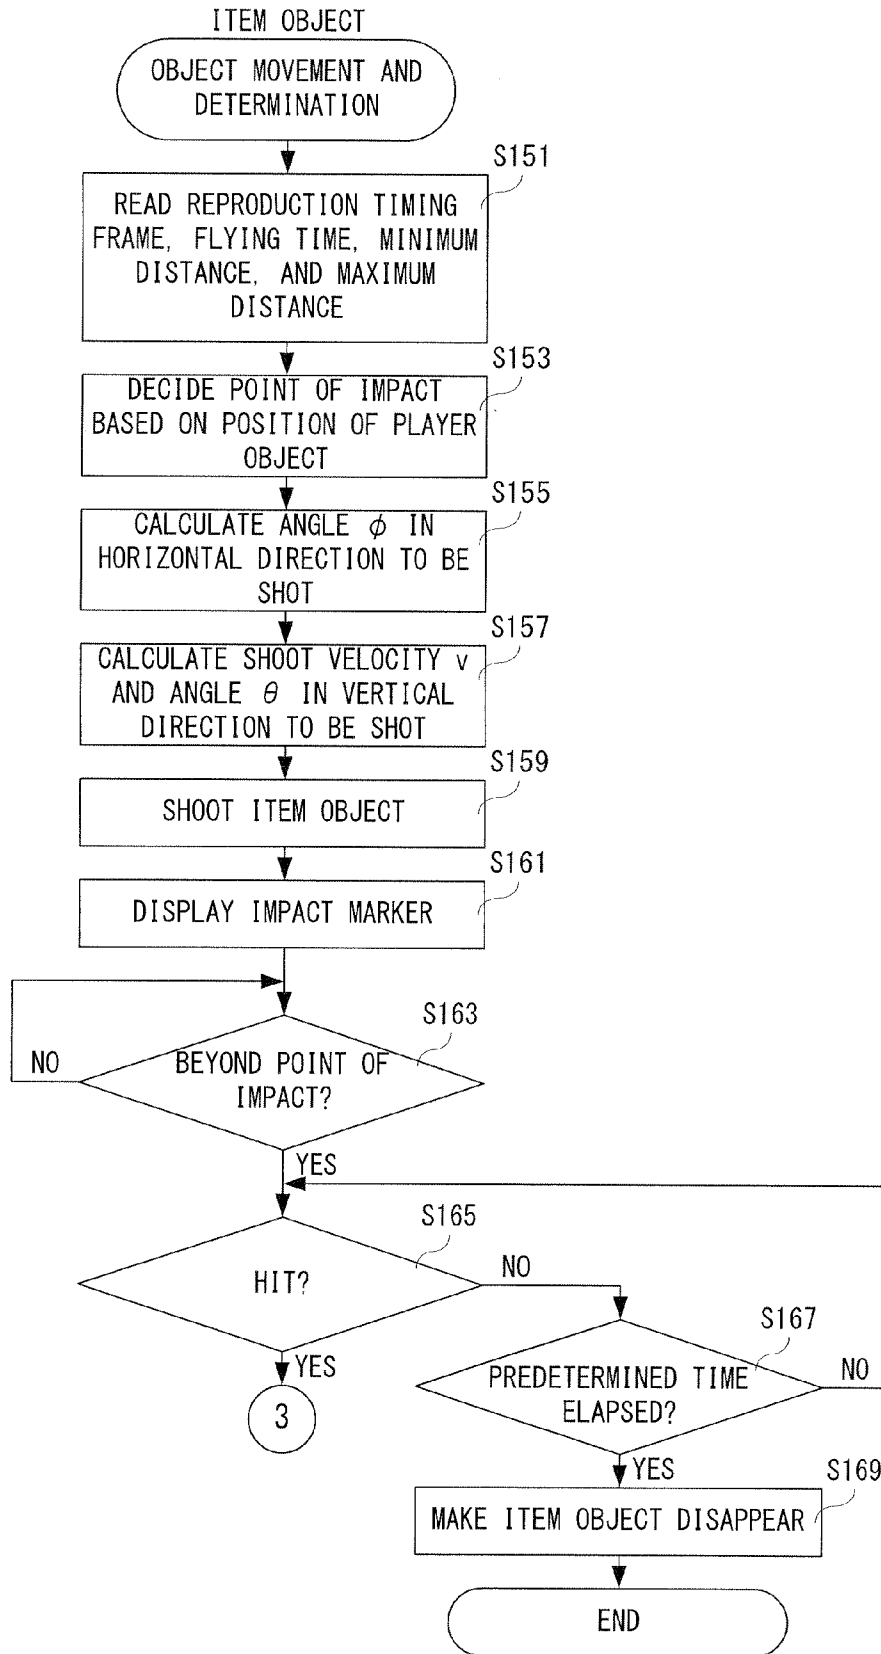 ITEM OBJECT
OBJECT MOVEMENT AND
DETERMINATION
S151
READ REPRODUCTION TIMING
FRAME, FLYING TIME, MINIMUM
DISTANCE, AND MAXIMUM
DISTANCE
S153
DECIDE POINT OF IMPACT
BASED ON POSITION OF PLAYER
OBJECT
S155
CALCULATE ANGLE φ IN
HORIZONTAL DIRECTION TO BE
SHOT
S157
CALCULATE SHOOT VELOCITY v
AND ANGLE θ IN VERTICAL
DIRECTION TO BE SHOT
S159
SHOOT ITEM OBJECT
S161
DISPLAY IMPACT MARKER
S163
NO
BEYOND POINT OF
IMPACT?
YES
S165
HIT?
NO
YES
3
S167
PREDETERMINED TIME
ELAPSED?
NO
YES
S169
MAKE ITEM OBJECT DISAPPEAR
END